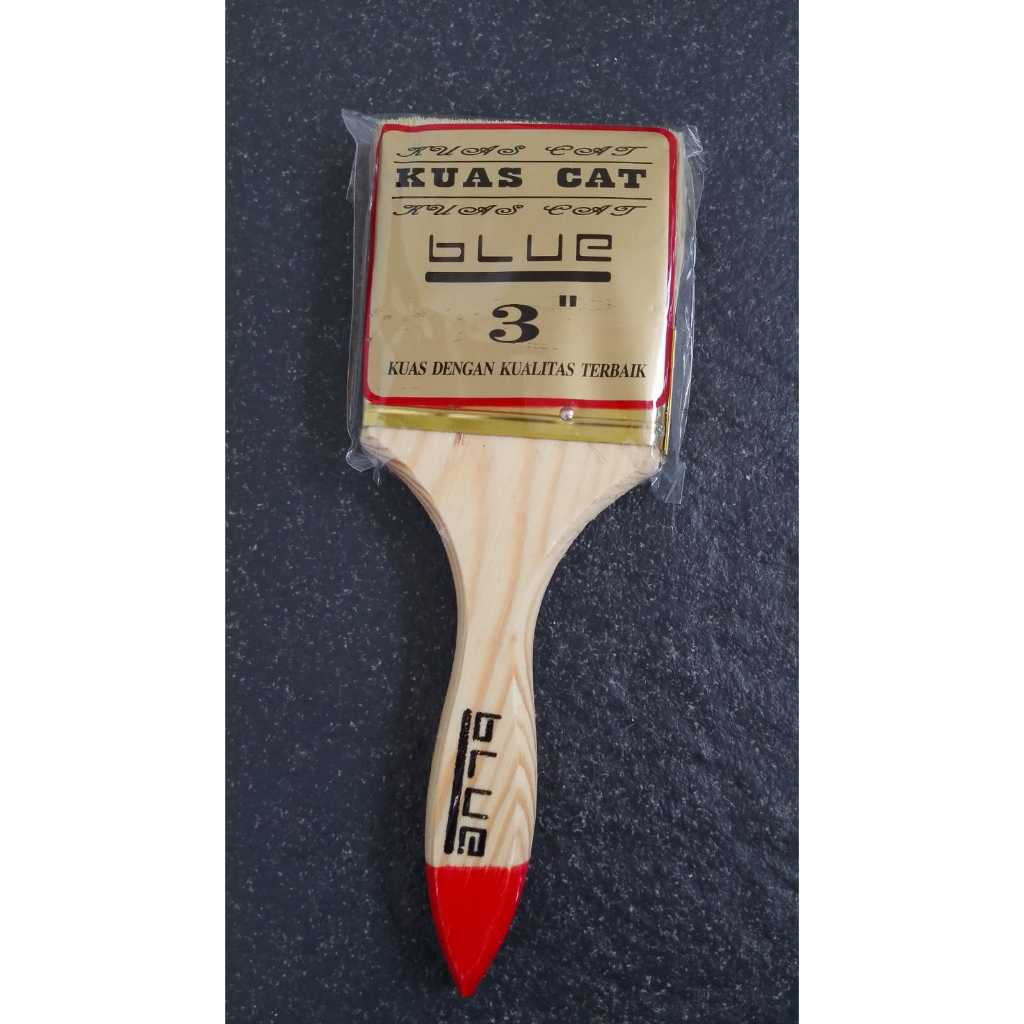 KUAS CAT
KUAS CAT
KUAS CAT
bLUe
3"
KUAS DENGAN KUALITAS TERBAIK
bLUe